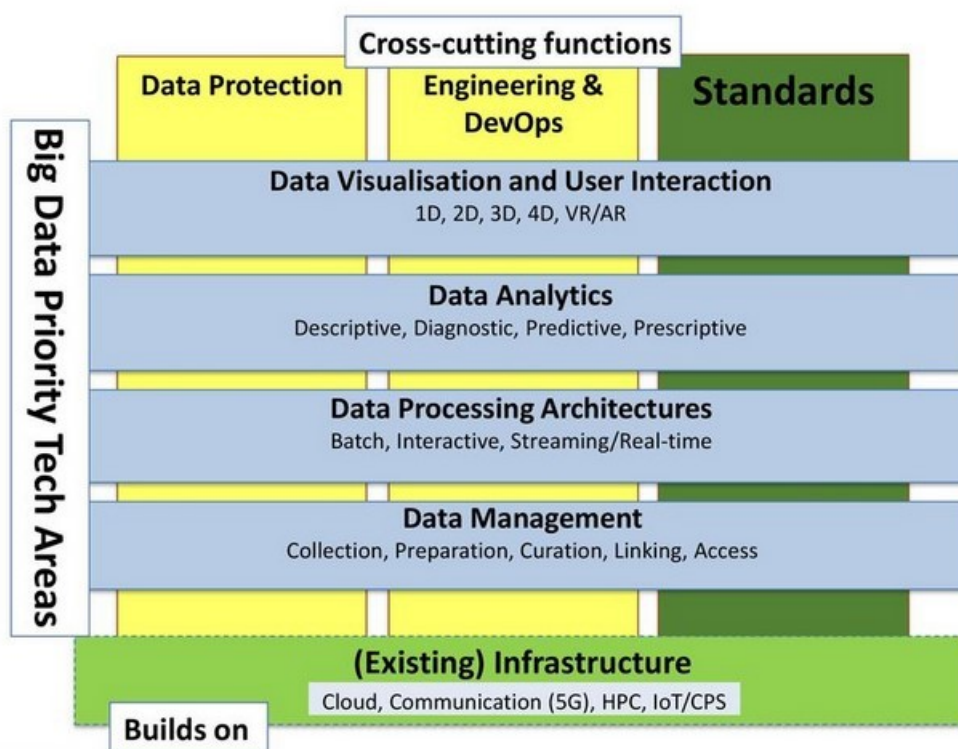 Cross-cutting functions
Data Protection
Engineering &
DevOps
Standards
Big Data Priority Tech Areas
Data Visualisation and User Interaction
1D, 2D, 3D, 4D, VR/AR
Data Analytics
Descriptive, Diagnostic, Predictive, Prescriptive
Data Processing Architectures
Batch, Interactive, Streaming/Real-time
Data Management
Collection, Preparation, Curation, Linking, Access
(Existing) Infrastructure
Cloud, Communication (5G), HPC, IoT/CPS
Builds on